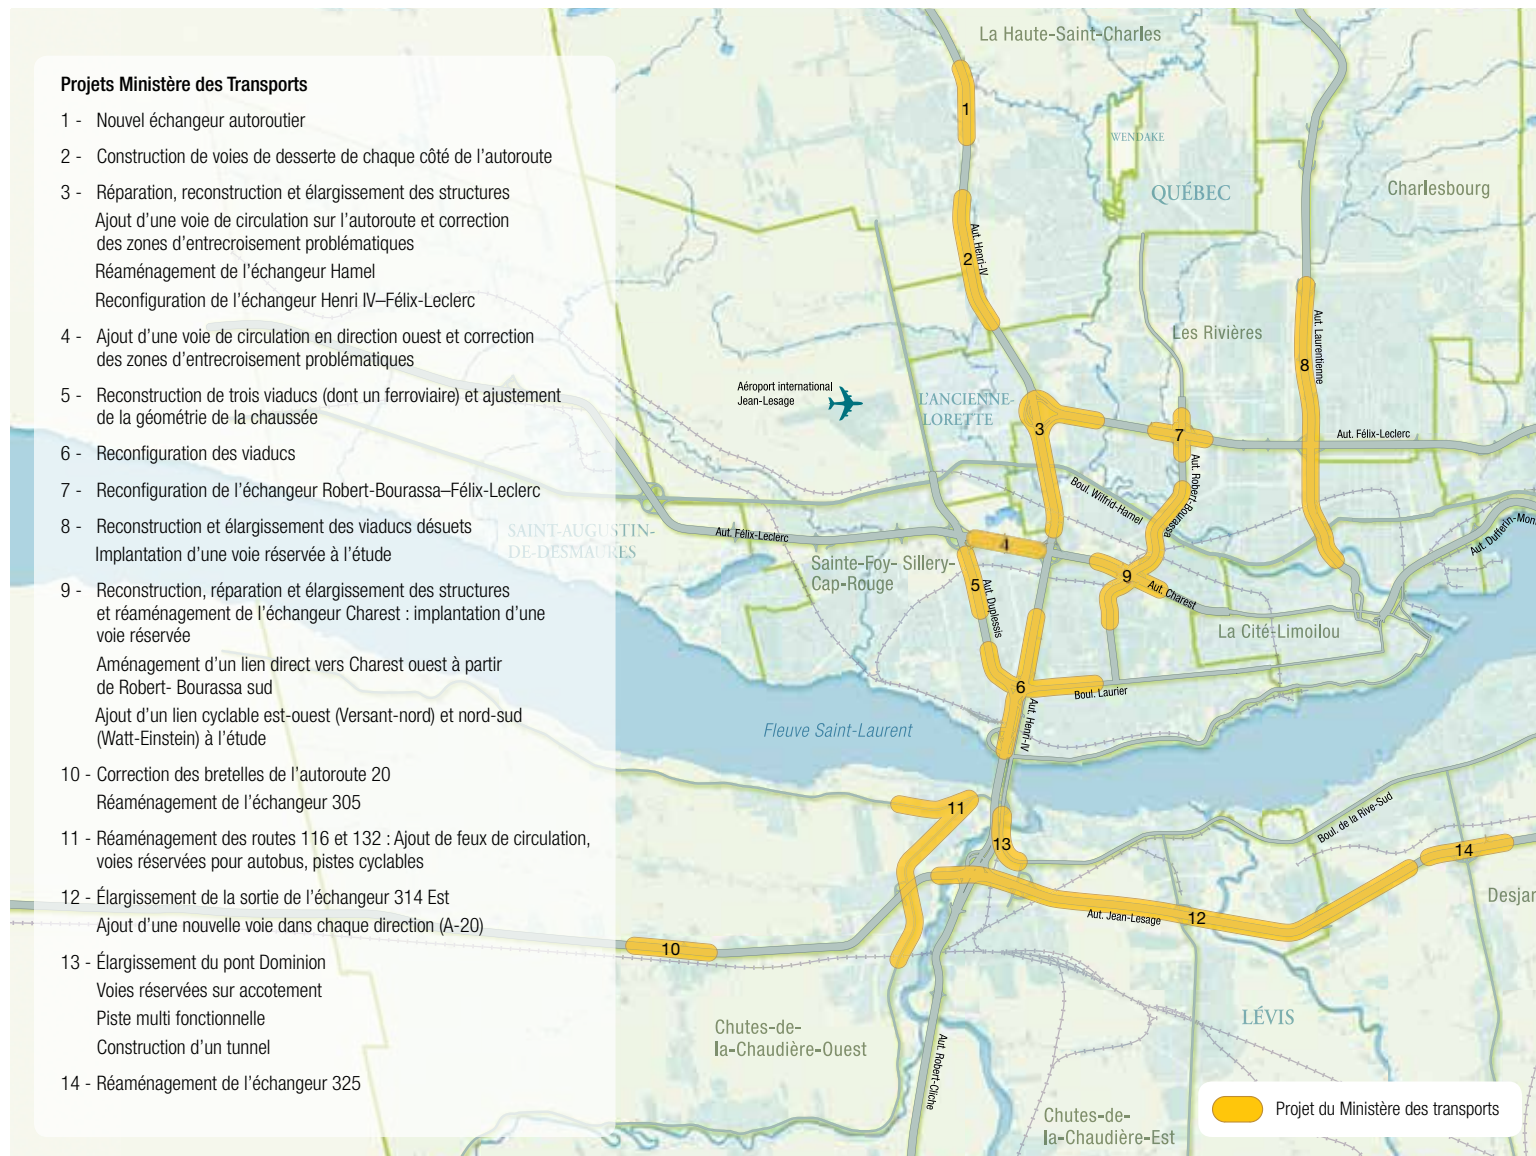 Projets Ministère des Transports
1 - Nouvel échangeur autoroutier
2 - Construction de voies de desserte de chaque côté de l'autoroute
3 - Réparation, reconstruction et élargissement des structures
Ajout d'une voie de circulation sur l'autoroute et correction
des zones d'entrecroisement problématiques
Réaménagement de l'échangeur Hamel
Reconfiguration de l'échangeur Henri IV–Félix-Leclerc
4 - Ajout d'une voie de circulation en direction ouest et correction
des zones d'entrecroisement problématiques
5 - Reconstruction de trois viaducs (dont un ferroviaire) et ajustement
de la géométrie de la chaussée
6 - Reconfiguration des viaducs
7 - Reconfiguration de l'échangeur Robert-Bourassa–Félix-Leclerc
8 - Reconstruction et élargissement des viaducs désuets
Implantation d'une voie réservée à l'étude
9 - Reconstruction, réparation et élargissement des structures
et réaménagement de l'échangeur Charest : implantation d'une
voie réservée
Aménagement d'un lien direct vers Charest ouest à partir
de Robert- Bourassa sud
Ajout d'un lien cyclable est-ouest (Versant-nord) et nord-sud
(Watt-Einstein) à l'étude
10 - Correction des bretelles de l'autoroute 20
Réaménagement de l'échangeur 305
11 - Réaménagement des routes 116 et 132 : Ajout de feux de circulation,
voies réservées pour autobus, pistes cyclables
12 - Élargissement de la sortie de l'échangeur 314 Est
Ajout d'une nouvelle voie dans chaque direction (A-20)
13 - Élargissement du pont Dominion
Voies réservées sur accotement
Piste multi fonctionnelle
Construction d'un tunnel
14 - Réaménagement de l'échangeur 325
La Haute-Saint-Charles
1
WENDAKE
QUÉBEC
Charlesbourg
Aut. Henri-IV
2
Les Rivières
Aut. Laurentienne
8
Aéroport international
Jean-Lesage
L'ANCIENNE-
LORETTE
3
7
Aut. Félix-Leclerc
Aut. Robert-Bourassa
Boul. Wilfrid-Hamel
SAINT-AUGUSTIN-
DE-DESMAURES
Aut. Félix-Leclerc
4
Aut. Dufferin-Mon
Sainte-Foy- Sillery-
Cap-Rouge
5
Aut. Duplessis
9
Aut. Charest
La Cité-Limoilou
6
Boul. Laurier
Aut. Henri-IV
Fleuve Saint-Laurent
11
13
Boul. de la Rive-Sud
14
Desjar
Aut. Jean-Lesage
12
10
LÉVIS
Chutes-de-
la-Chaudière-Ouest
Aut. Robert-Cliche
Chutes-de-
la-Chaudière-Est
Projet du Ministère des transports